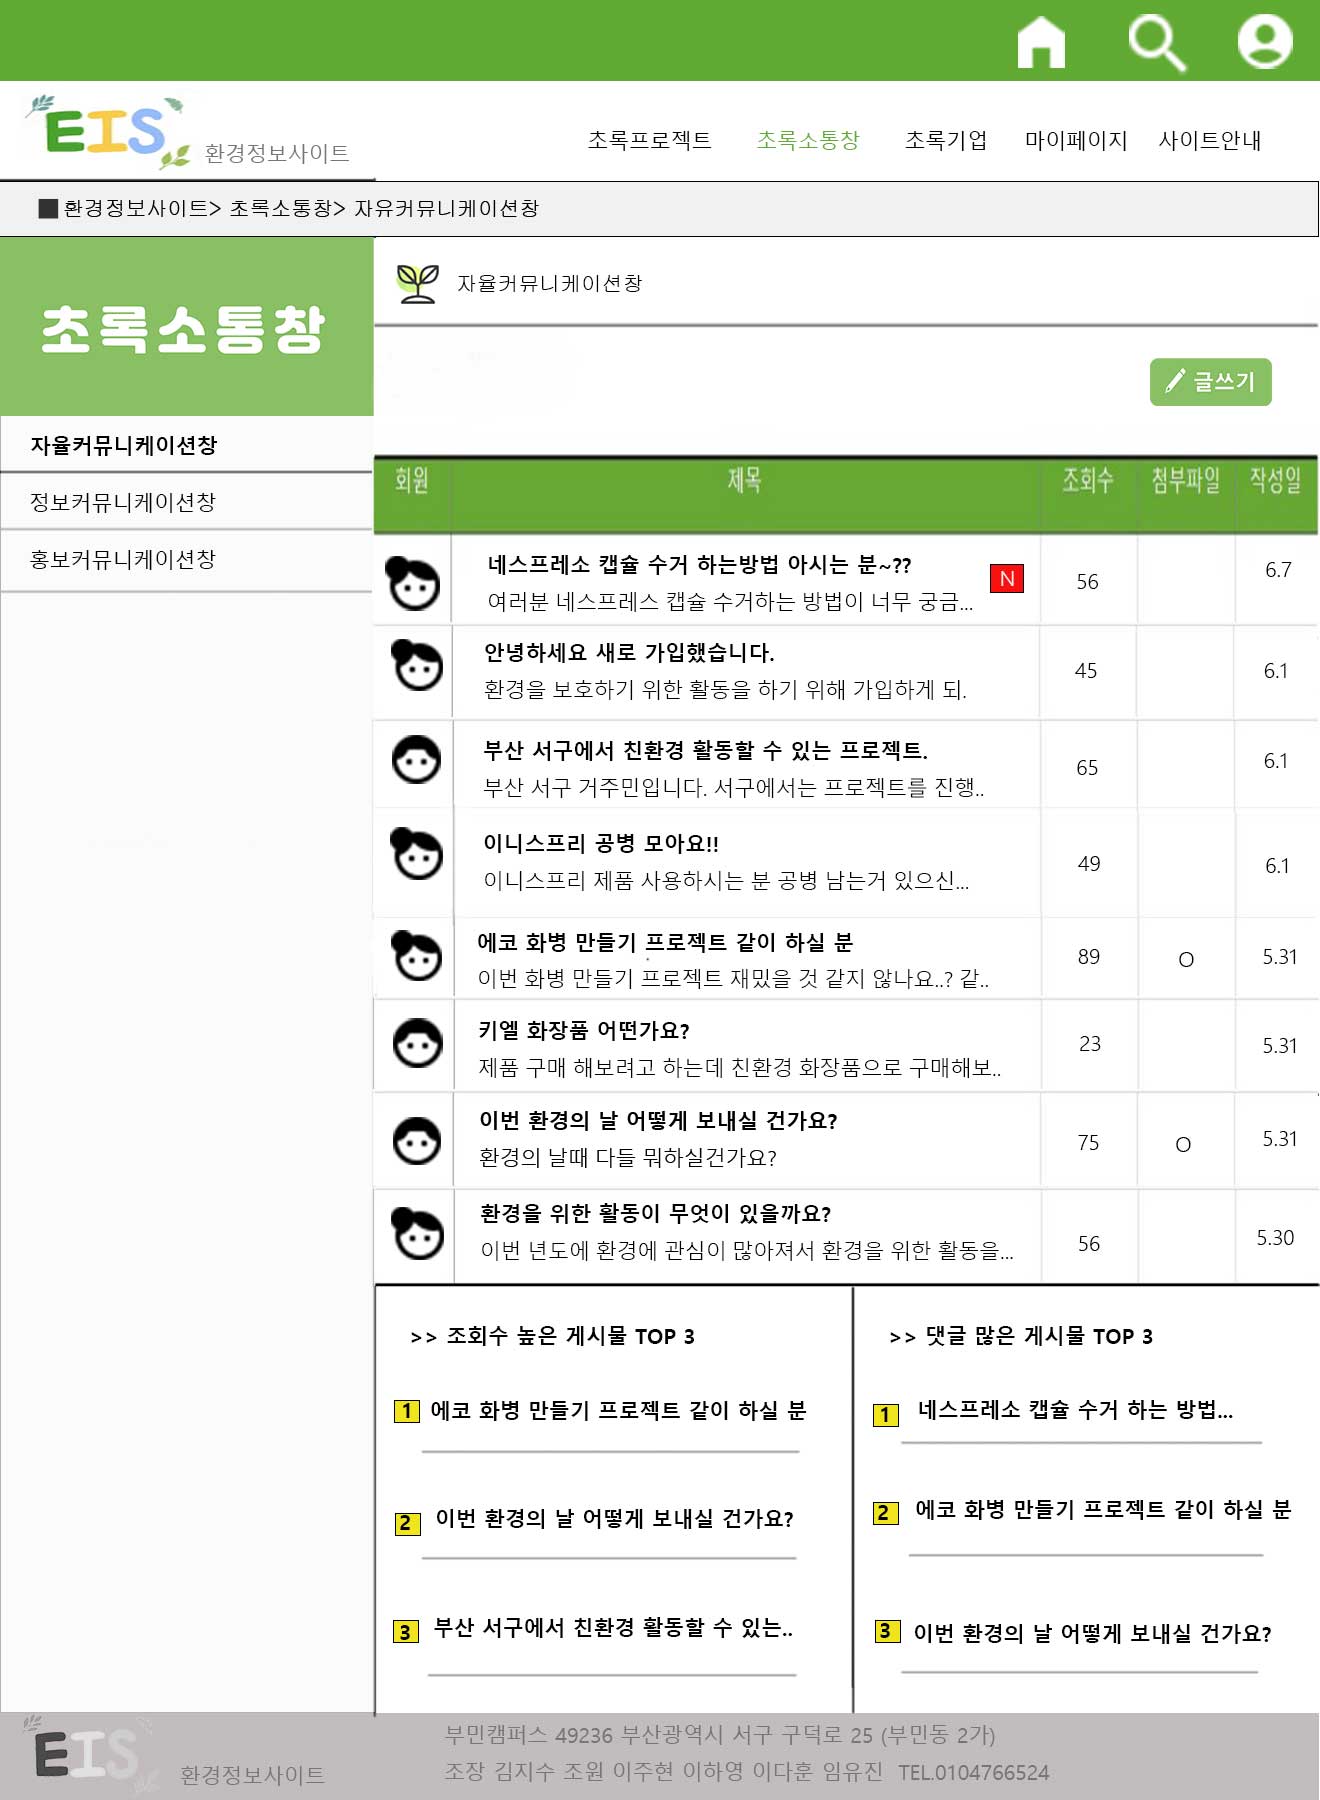 EIS 환경정보사이트
초록프로젝트 초록소통창 초록기업 마이페이지 사이트안내
■ 환경정보사이트> 초록소통창> 자유커뮤니케이션창
초록소통창
자율커뮤니케이션창
정보커뮤니케이션창
홍보커뮤니케이션창
자율커뮤니케이션창
글쓰기
회원 제목 조회수 첨부파일 작성일
네스프레소 캡슐 수거 하는방법 아시는 분~??
여러분 네스프레스 캡슐 수거하는 방법이 너무 궁금...
N 56 6.7
안녕하세요 새로 가입했습니다.
환경을 보호하기 위한 활동을 하기 위해 가입하게 되.
45 6.1
부산 서구에서 친환경 활동할 수 있는 프로젝트.
부산 서구 거주민입니다. 서구에서는 프로젝트를 진행..
65 6.1
이니스프리 공병 모아요!!
이니스프리 제품 사용하시는 분 공병 남는거 있으신...
49 6.1
에코 화병 만들기 프로젝트 같이 하실 분
이번 화병 만들기 프로젝트 재밌을 것 같지 않나요..? 같..
89 O 5.31
키엘 화장품 어떤가요?
제품 구매 해보려고 하는데 친환경 화장품으로 구매해보..
23 5.31
이번 환경의 날 어떻게 보내실 건가요?
환경의 날때 다들 뭐하실건가요?
75 O 5.31
환경을 위한 활동이 무엇이 있을까요?
이번 년도에 환경에 관심이 많아져서 환경을 위한 활동을...
56 5.30
>> 조회수 높은 게시물 TOP 3
1 에코 화병 만들기 프로젝트 같이 하실 분
2 이번 환경의 날 어떻게 보내실 건가요?
3 부산 서구에서 친환경 활동할 수 있는..
>> 댓글 많은 게시물 TOP 3
1 네스프레소 캡슐 수거 하는 방법...
2 에코 화병 만들기 프로젝트 같이 하실 분
3 이번 환경의 날 어떻게 보내실 건가요?
EIS 환경정보사이트
부민캠퍼스 49236 부산광역시 서구 구덕로 25 (부민동 2가)
조장 김지수 조원 이주현 이하영 이다훈 임유진 TEL.0104766524